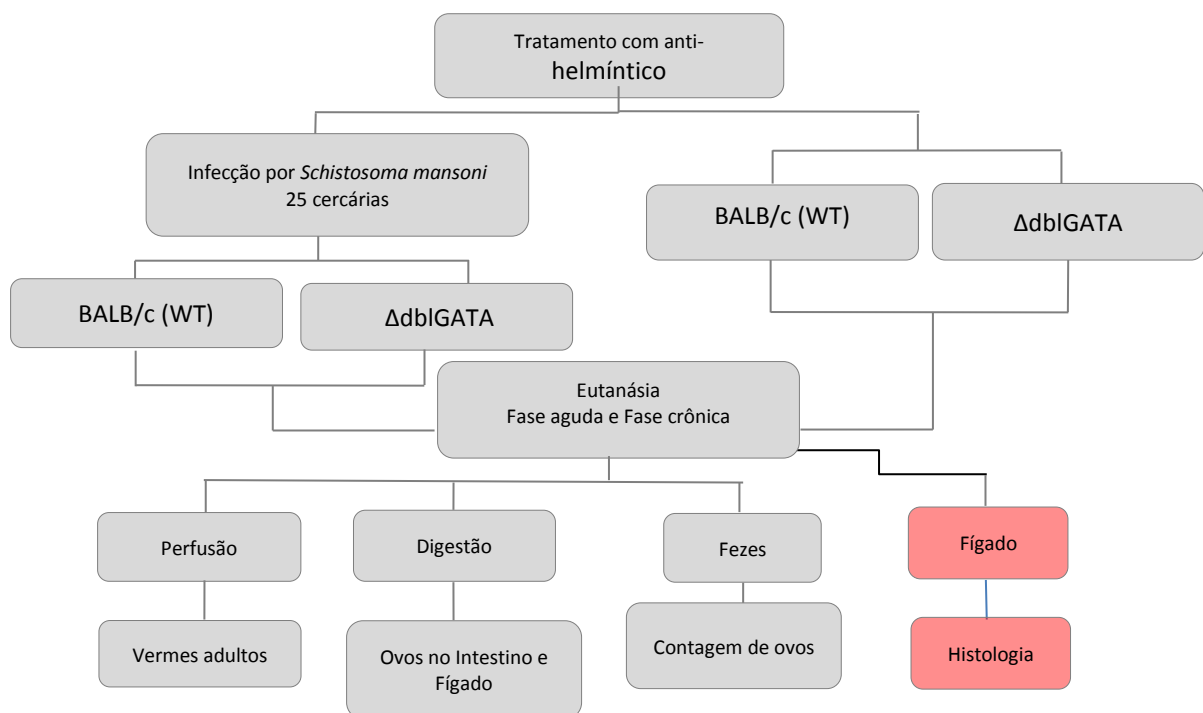 Tratamento com anti-
helmíntico
Infecção por Schistosoma mansoni
25 cercárias
BALB/c (WT)
ΔdblGATA
BALB/c (WT)
ΔdblGATA
Eutanásia
Fase aguda e Fase crônica
Perfusão
Digestão
Fezes
Fígado
Vermes adultos
Ovos no Intestino e
Fígado
Contagem de ovos
Histologia